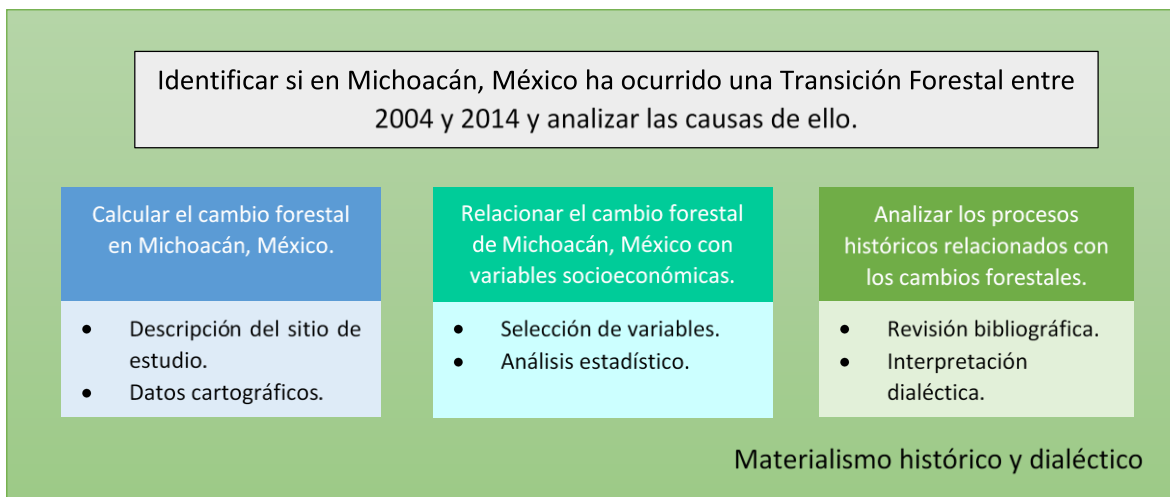 Identificar si en Michoacán, México ha ocurrido una Transición Forestal entre
2004 y 2014 y analizar las causas de ello.
Calcular el cambio forestal
en Michoacán, México.
• Descripción del sitio de
estudio.
• Datos cartográficos.
Relacionar el cambio forestal
de Michoacán, México con
variables socioeconómicas.
• Selección de variables.
• Análisis estadístico.
Analizar los procesos
históricos relacionados con
los cambios forestales.
• Revisión bibliográfica.
• Interpretación
dialéctica.
Materialismo histórico y dialéctico